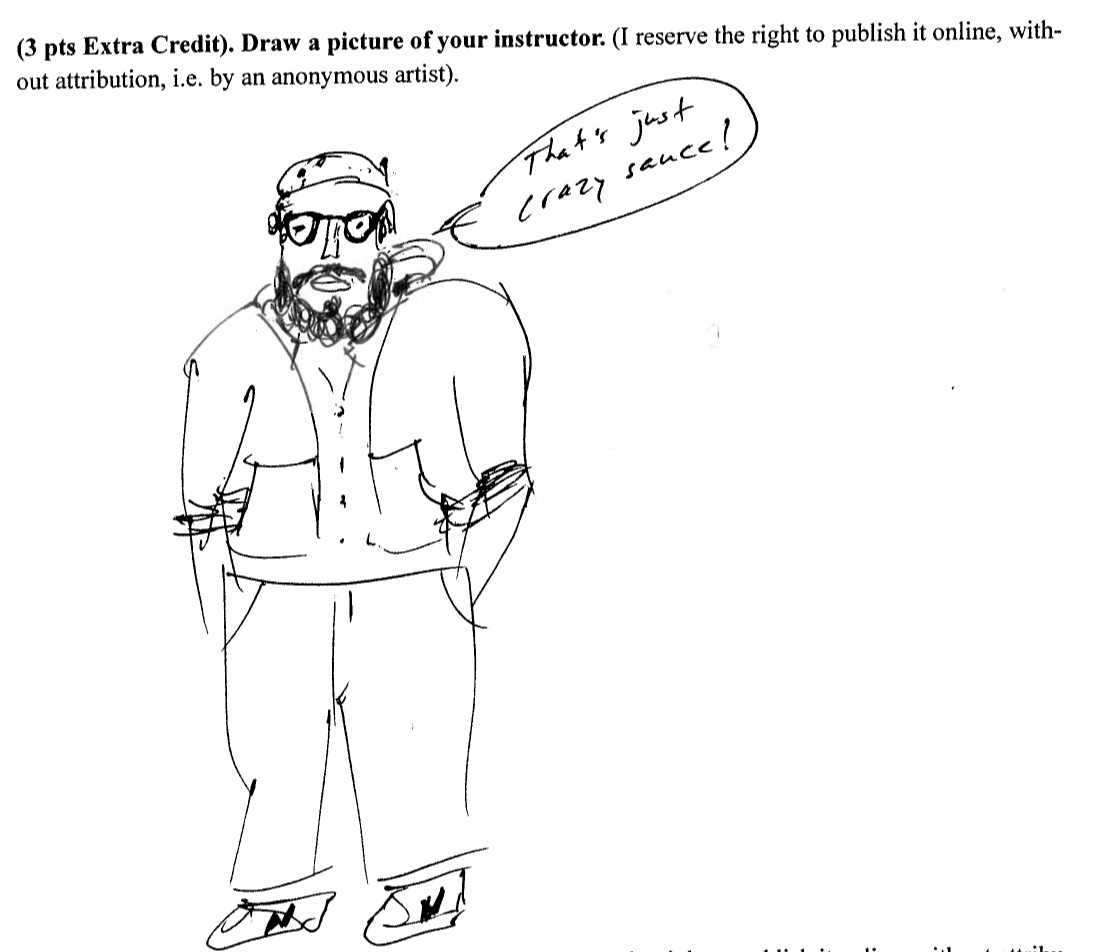 (3 pts Extra Credit). Draw a picture of your instructor. (I reserve the right to publish it online, with-
out attribution, i.e. by an anonymous artist).
That's just
crazy sauce!